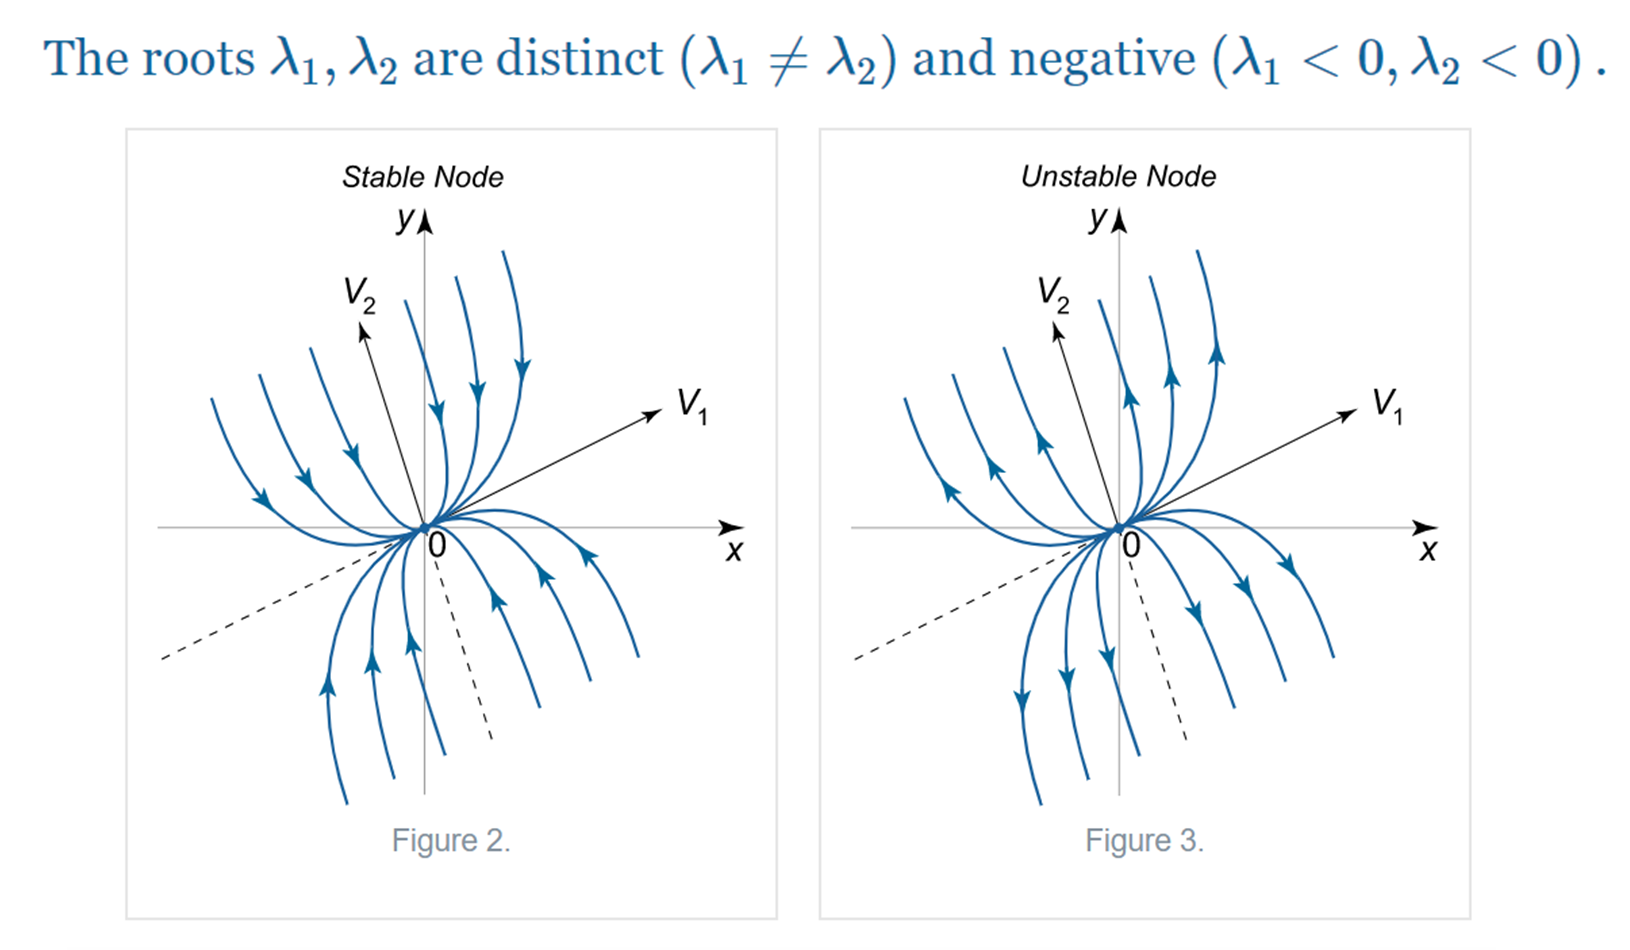 The roots λ₁, λ₂ are distinct (λ₁ ≠ λ₂) and negative (λ₁ < 0, λ₂ < 0) .
Stable Node
y
V₂
V₁
0
x
Figure 2.
Unstable Node
y
V₂
V₁
0
x
Figure 3.